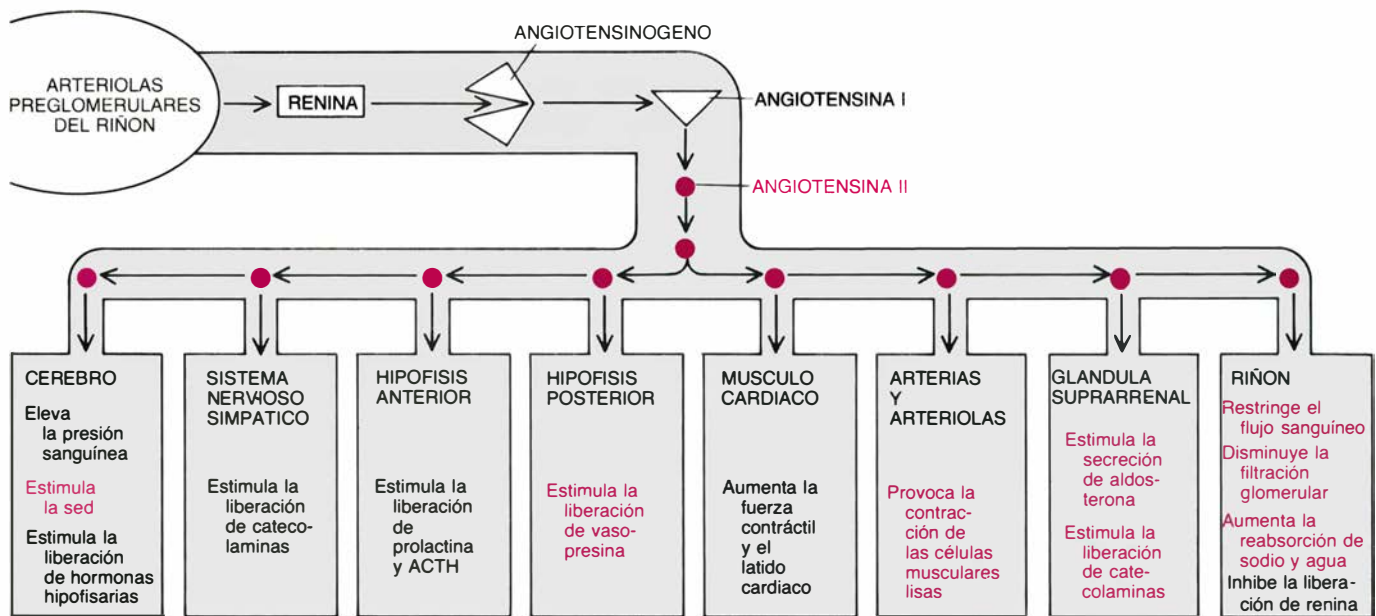 ANGIOTENSINOGENO
ARTERIOLAS
PREGLOMERULARES
DEL RIÑON
RENINA
ANGIOTENSINA I
ANGIOTENSINA II
CEREBRO
Eleva
la presión
sanguínea
Estimula
la sed
Estimula la
liberación
de hormonas
hipofisarias
SISTEMA
NERVIOSO
SIMPATICO
Estimula la
liberación
de cateco-
laminas
HIPOFISIS
ANTERIOR
Estimula la
liberación
de
prolactina
y ACTH
HIPOFISIS
POSTERIOR
Estimula la
liberación
de vaso-
presina
MUSCULO
CARDIACO
Aumenta la
fuerza
contráctil
y el
latido
cardiaco
ARTERIAS
Y
ARTERIOLAS
Provoca la
contrac-
ción de
las células
musculares
lisas
GLANDULA
SUPRARRENAL
Estimula la
secreción
de aldos-
terona
Estimula la
liberación
de cate-
colaminas
RIÑON
Restringe el
flujo sanguíneo
Disminuye la
filtración
glomerular
Aumenta la
reabsorción de
sodio y agua
Inhibe la libera-
ción de renina